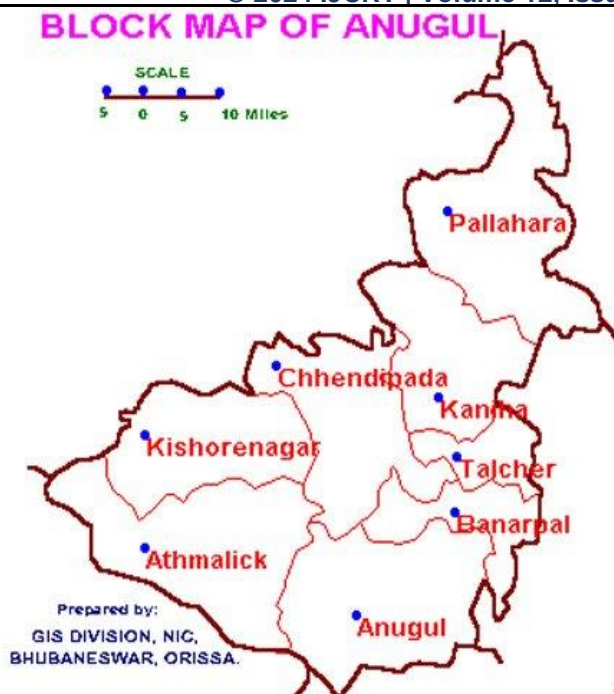 BLOCK MAP OF ANUGUL
SCALE
5 0 5 10 Miles
Pallahara
Chhendipada
Kaniha
Kishorenagar
Talcher
Banarpal
Athmalick
Anugul
Prepared by:
GIS DIVISION, NIC,
BHUBANESWAR, ORISSA.